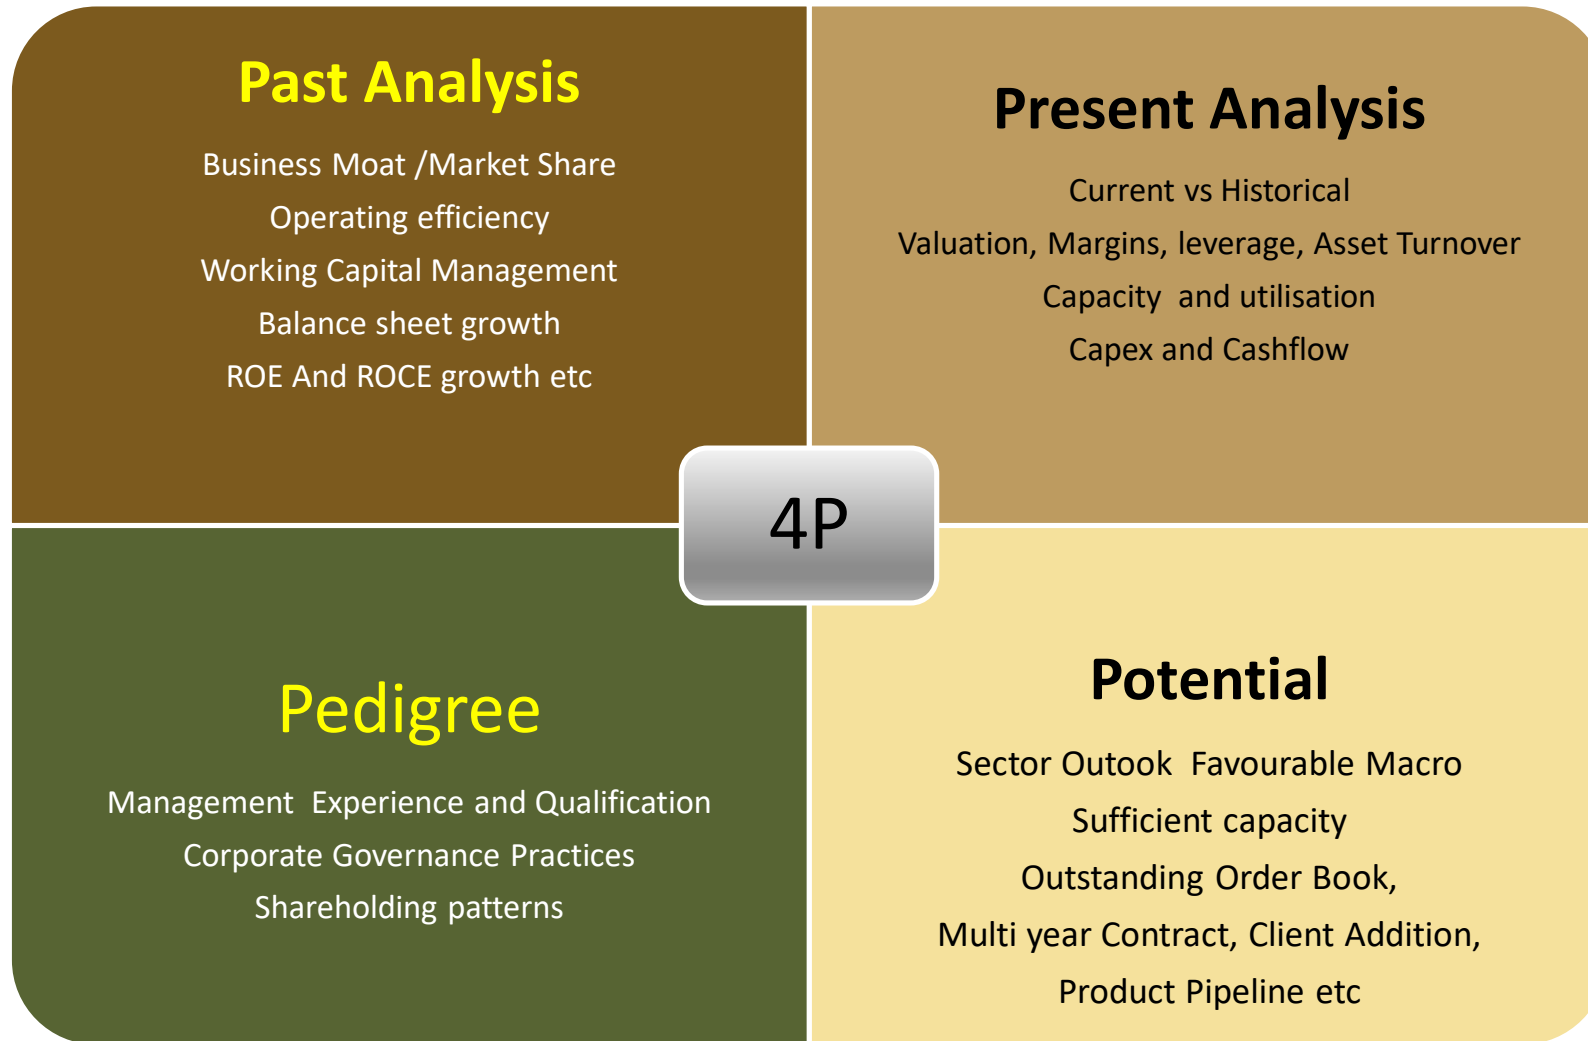 Past Analysis
Business Moat /Market Share
Operating efficiency
Working Capital Management
Balance sheet growth
ROE And ROCE growth etc
Present Analysis
Current vs Historical
Valuation, Margins, leverage, Asset Turnover
Capacity and utilisation
Capex and Cashflow
4P
Pedigree
Management Experience and Qualification
Corporate Governance Practices
Shareholding patterns
Potential
Sector Outook Favourable Macro
Sufficient capacity
Outstanding Order Book,
Multi year Contract, Client Addition,
Product Pipeline etc